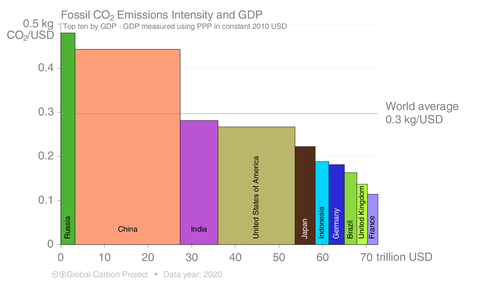 Fossil CO₂ Emissions Intensity and GDP
Top ten by GDP - GDP measured using PPP in constant 2010 USD
0.5 kg
CO₂/USD
0.4
0.3
0.2
0.1
0
World average
0.3 kg/USD
Russia
China
India
United States of America
Japan
Indonesia
Germany
Brazil
United Kingdom
France
0 10 20 30 40 50 60 70 trillion USD
Global Carbon Project • Data year: 2020